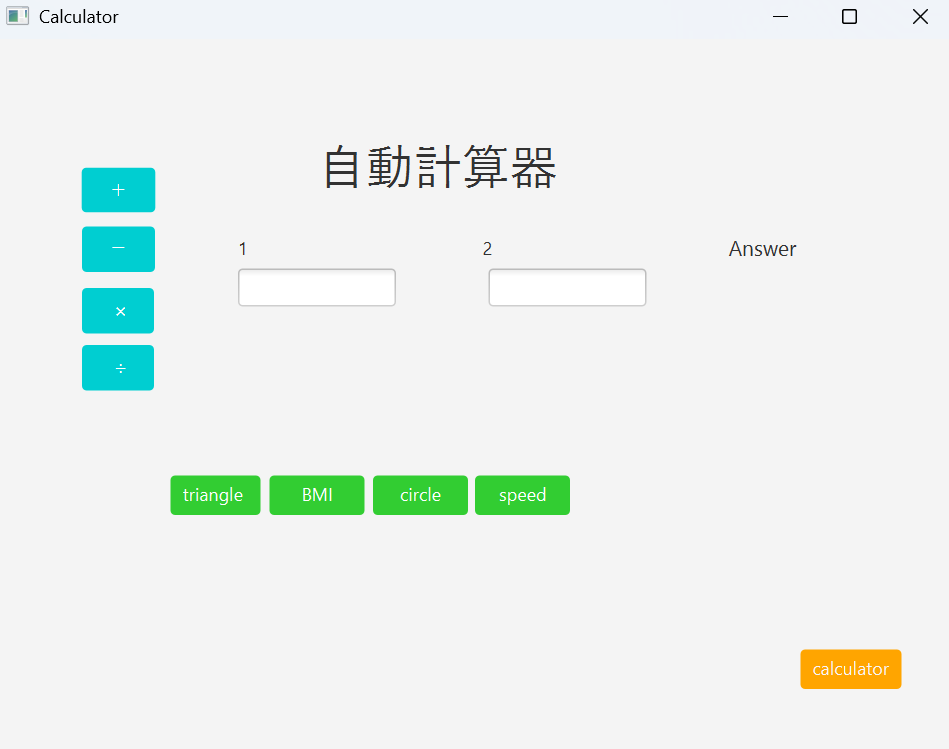 Calculator
自動計算器
+
−
×
÷
1
2
Answer
triangle
BMI
circle
speed
calculator